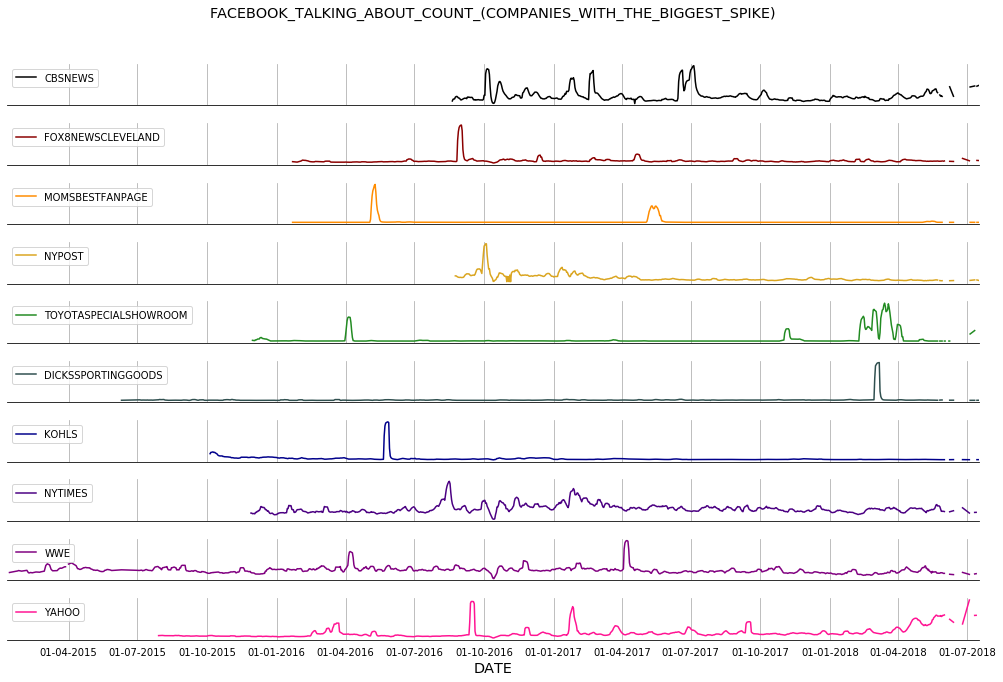 FACEBOOK_TALKING_ABOUT_COUNT_(COMPANIES_WITH_THE_BIGGEST_SPIKE)
CBSNEWS
FOX8NEWSCLEVELAND
MOMSBESTFANPAGE
NYPOST
TOYOTASPECIALSHOWROOM
DICKSSPORTINGGOODS
KOHLS
NYTIMES
WWE
YAHOO
01-04-2015 01-07-2015 01-10-2015 01-01-2016 01-04-2016 01-07-2016 01-10-2016 01-01-2017 01-04-2017 01-07-2017 01-10-2017 01-01-2018 01-04-2018 01-07-2018
DATE